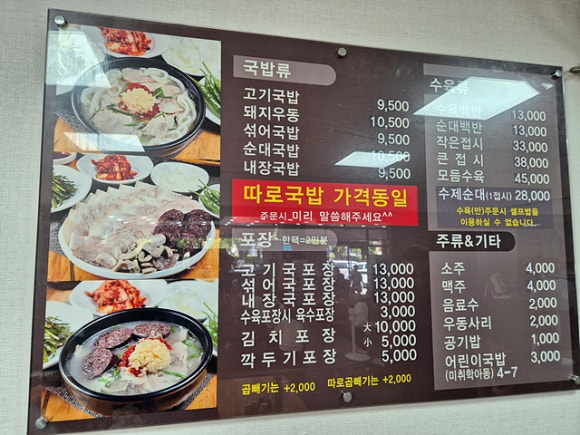 국밥류
고기국밥 9,500
돼지우동 10,500
섞어국밥 9,500
순대국밥 10,500
내장국밥 9,500
따로국밥 가격동일
주문시 미리 말씀해주세요^^
포장 한팩=2인분
고기국포장 13,000
섞어국포장 13,000
내장국포장 13,000
수육포장시 육수포장 3,000
김치포장 大 10,000
小 5,000
깍두기포장 5,000
곱빼기는 +2,000 따로곱빼기는 +2,000
수육류
수육백반 13,000
순대백반 13,000
작은접시 33,000
큰 접 시 38,000
모듬수육 45,000
수제순대(1접시) 28,000
수육(반)주문시 셀프밥을
이용하실 수 없습니다.
주류&기타
소주 4,000
맥주 4,000
음료수 2,000
우동사리 2,000
공기밥 1,000
어린이국밥 3,000
(미취학아동) 4-7